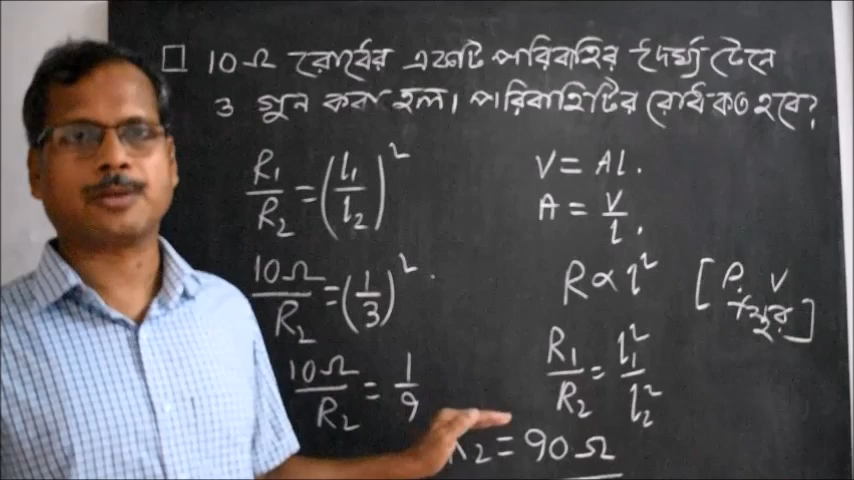 □ 10Ω রোধের একটি পরিবাহির দৈর্ঘ্য টেনে
3 গুন করা হল। পরিবাহিটির রোধ কত হবে?
R₁/R₂ = (l₁/l₂)²
V = Al.
A = V/l.
10Ω/R₂ = (1/3)²
R ∝ l² [ρ, V স্থির]
10Ω/R₂ = 1/9
R₁/R₂ = l₁²/l₂²
R₂ = 90Ω